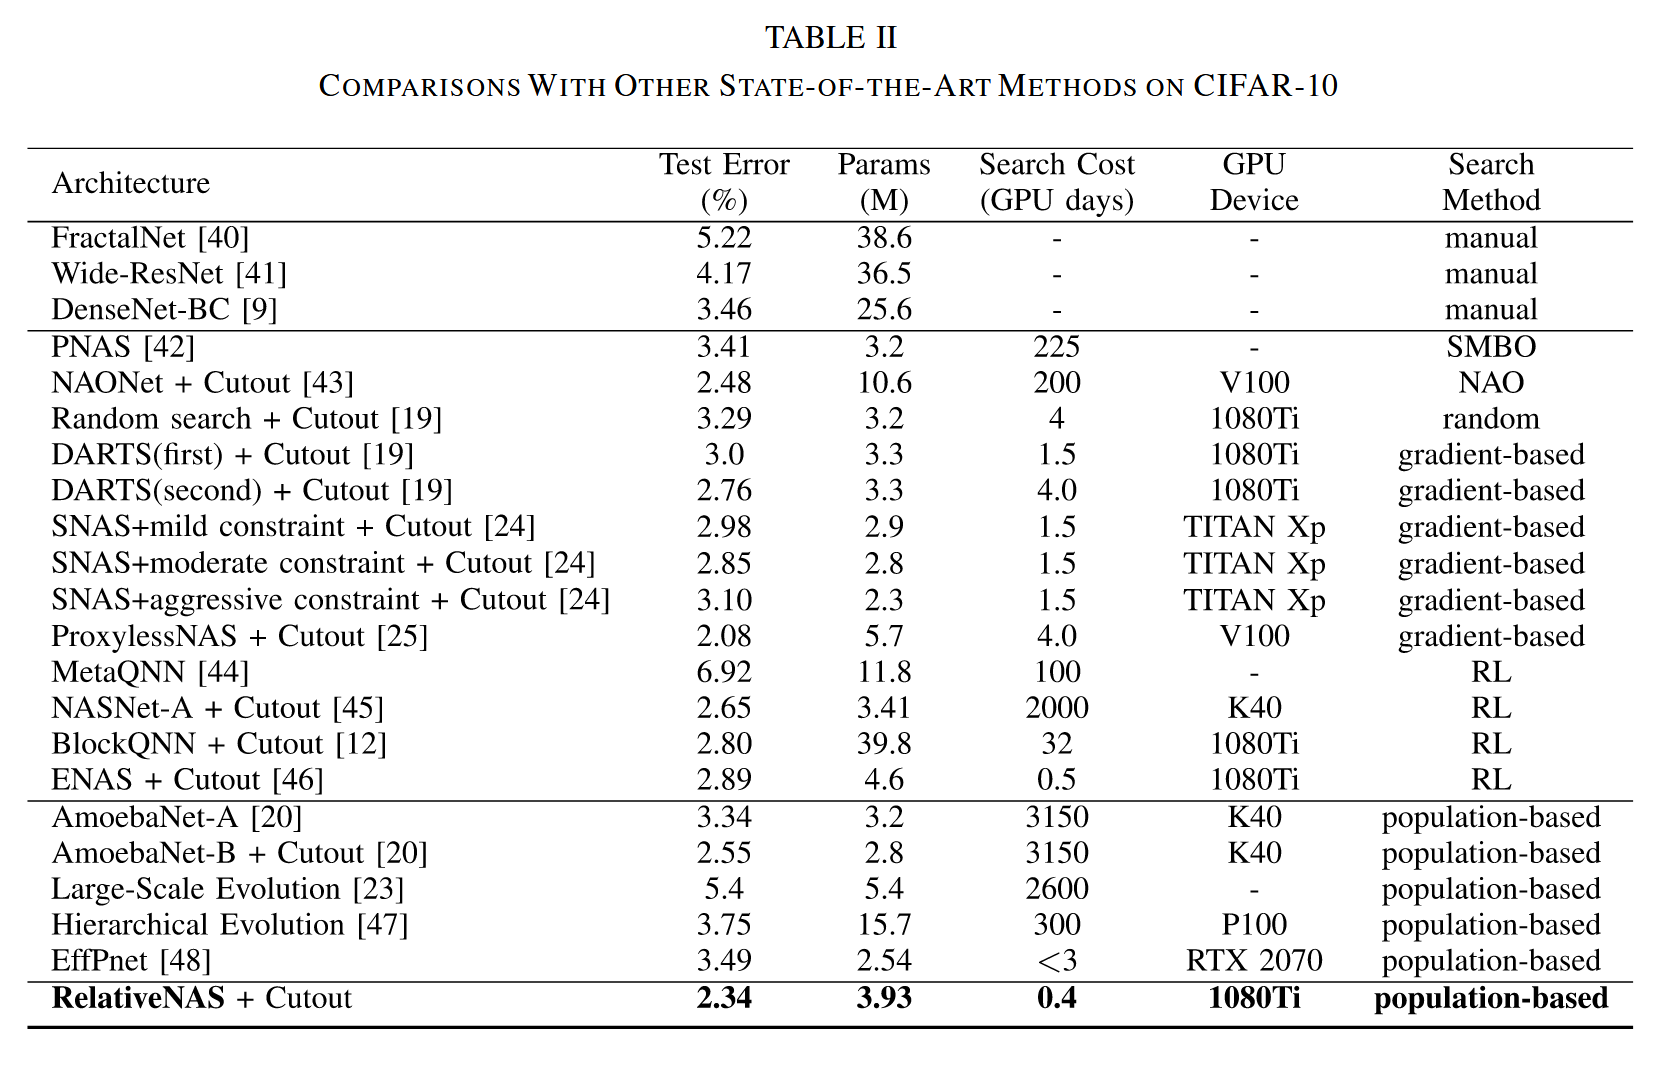 TABLE II
COMPARISONS WITH OTHER STATE-OF-THE-ART METHODS ON CIFAR-10
Architecture Test Error (%) Params (M) Search Cost (GPU days) GPU Device Search Method
FractalNet [40] 5.22 38.6 - - manual
Wide-ResNet [41] 4.17 36.5 - - manual
DenseNet-BC [9] 3.46 25.6 - - manual
PNAS [42] 3.41 3.2 225 - SMBO
NAONet + Cutout [43] 2.48 10.6 200 V100 NAO
Random search + Cutout [19] 3.29 3.2 4 1080Ti random
DARTS(first) + Cutout [19] 3.0 3.3 1.5 1080Ti gradient-based
DARTS(second) + Cutout [19] 2.76 3.3 4.0 1080Ti gradient-based
SNAS+mild constraint + Cutout [24] 2.98 2.9 1.5 TITAN Xp gradient-based
SNAS+moderate constraint + Cutout [24] 2.85 2.8 1.5 TITAN Xp gradient-based
SNAS+aggressive constraint + Cutout [24] 3.10 2.3 1.5 TITAN Xp gradient-based
ProxylessNAS + Cutout [25] 2.08 5.7 4.0 V100 gradient-based
MetaQNN [44] 6.92 11.8 100 - RL
NASNet-A + Cutout [45] 2.65 3.41 2000 K40 RL
BlockQNN + Cutout [12] 2.80 39.8 32 1080Ti RL
ENAS + Cutout [46] 2.89 4.6 0.5 1080Ti RL
AmoebaNet-A [20] 3.34 3.2 3150 K40 population-based
AmoebaNet-B + Cutout [20] 2.55 2.8 3150 K40 population-based
Large-Scale Evolution [23] 5.4 5.4 2600 - population-based
Hierarchical Evolution [47] 3.75 15.7 300 P100 population-based
EffPnet [48] 3.49 2.54 <3 RTX 2070 population-based
RelativeNAS + Cutout 2.34 3.93 0.4 1080Ti population-based